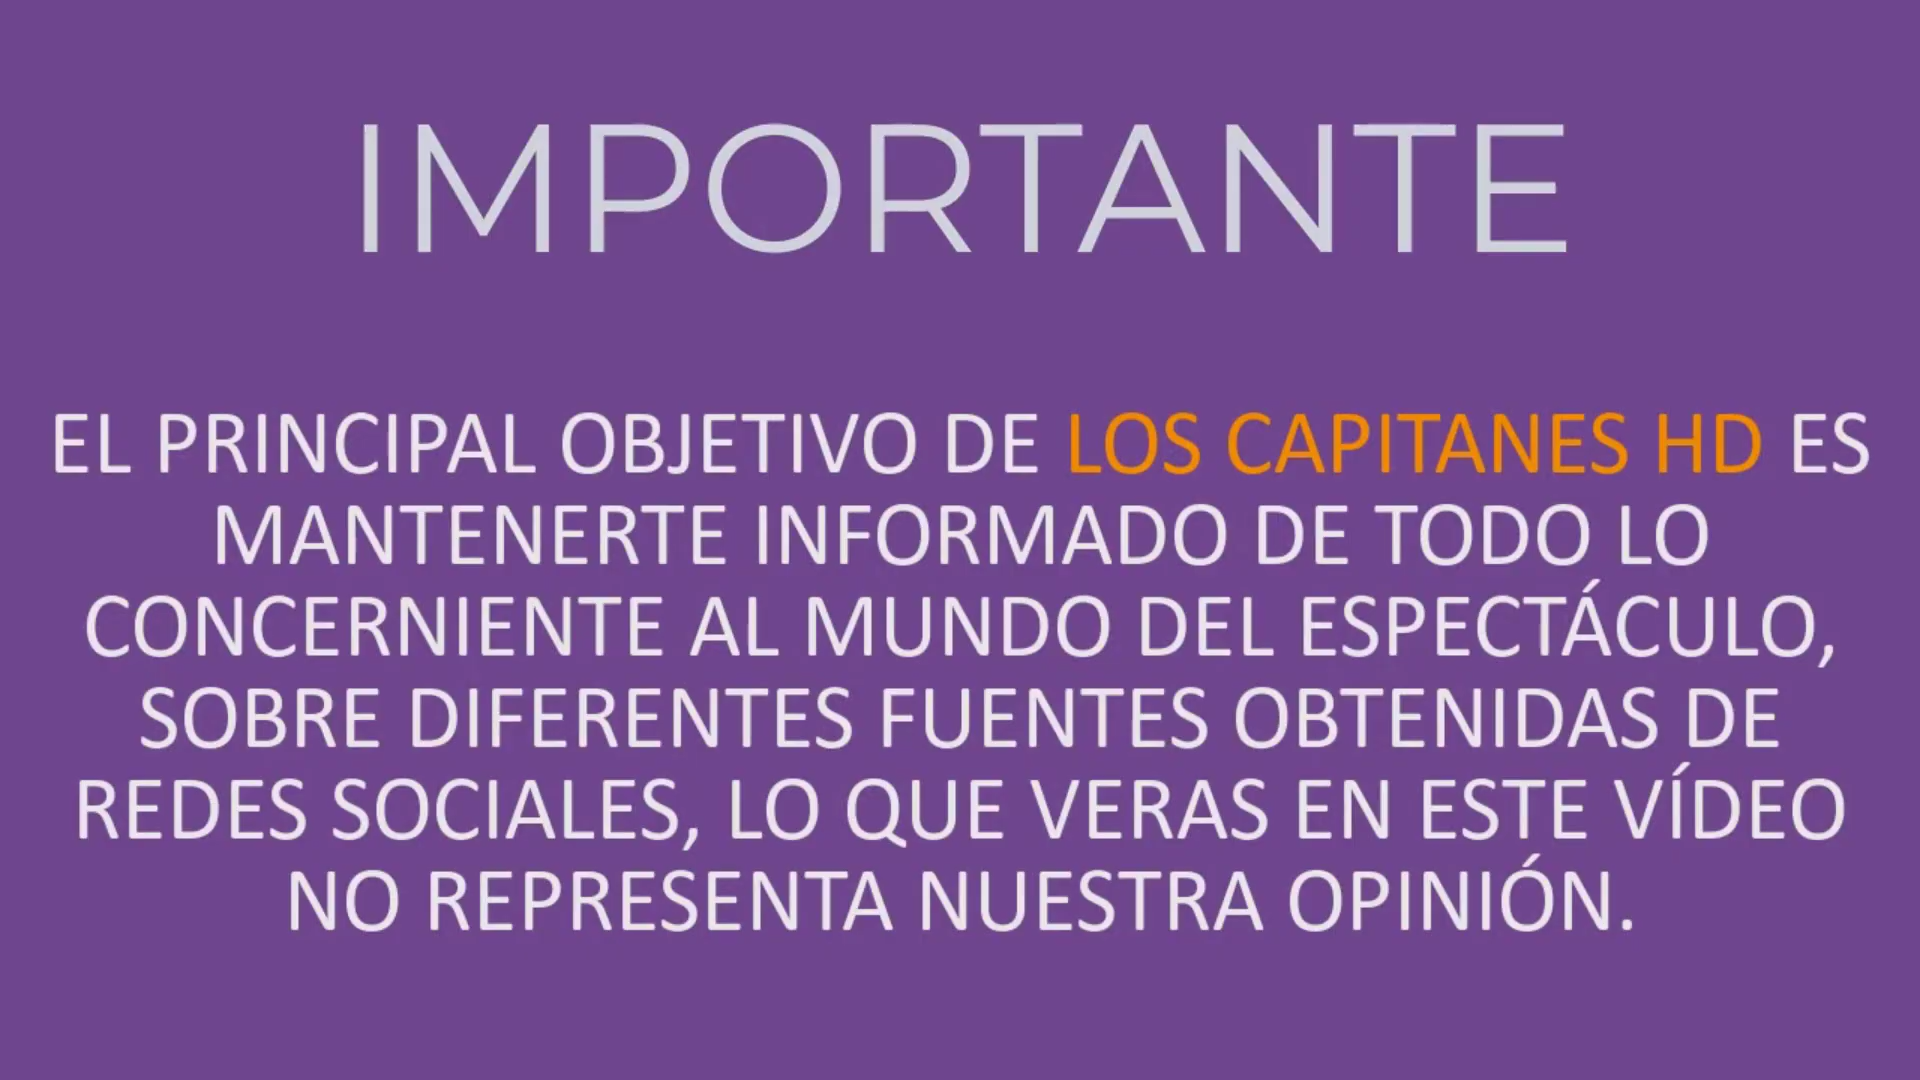 IMPORTANTE
EL PRINCIPAL OBJETIVO DE LOS CAPITANES HD ES
MANTENERTE INFORMADO DE TODO LO
CONCERNIENTE AL MUNDO DEL ESPECTÁCULO,
SOBRE DIFERENTES FUENTES OBTENIDAS DE
REDES SOCIALES, LO QUE VERAS EN ESTE VÍDEO
NO REPRESENTA NUESTRA OPINIÓN.